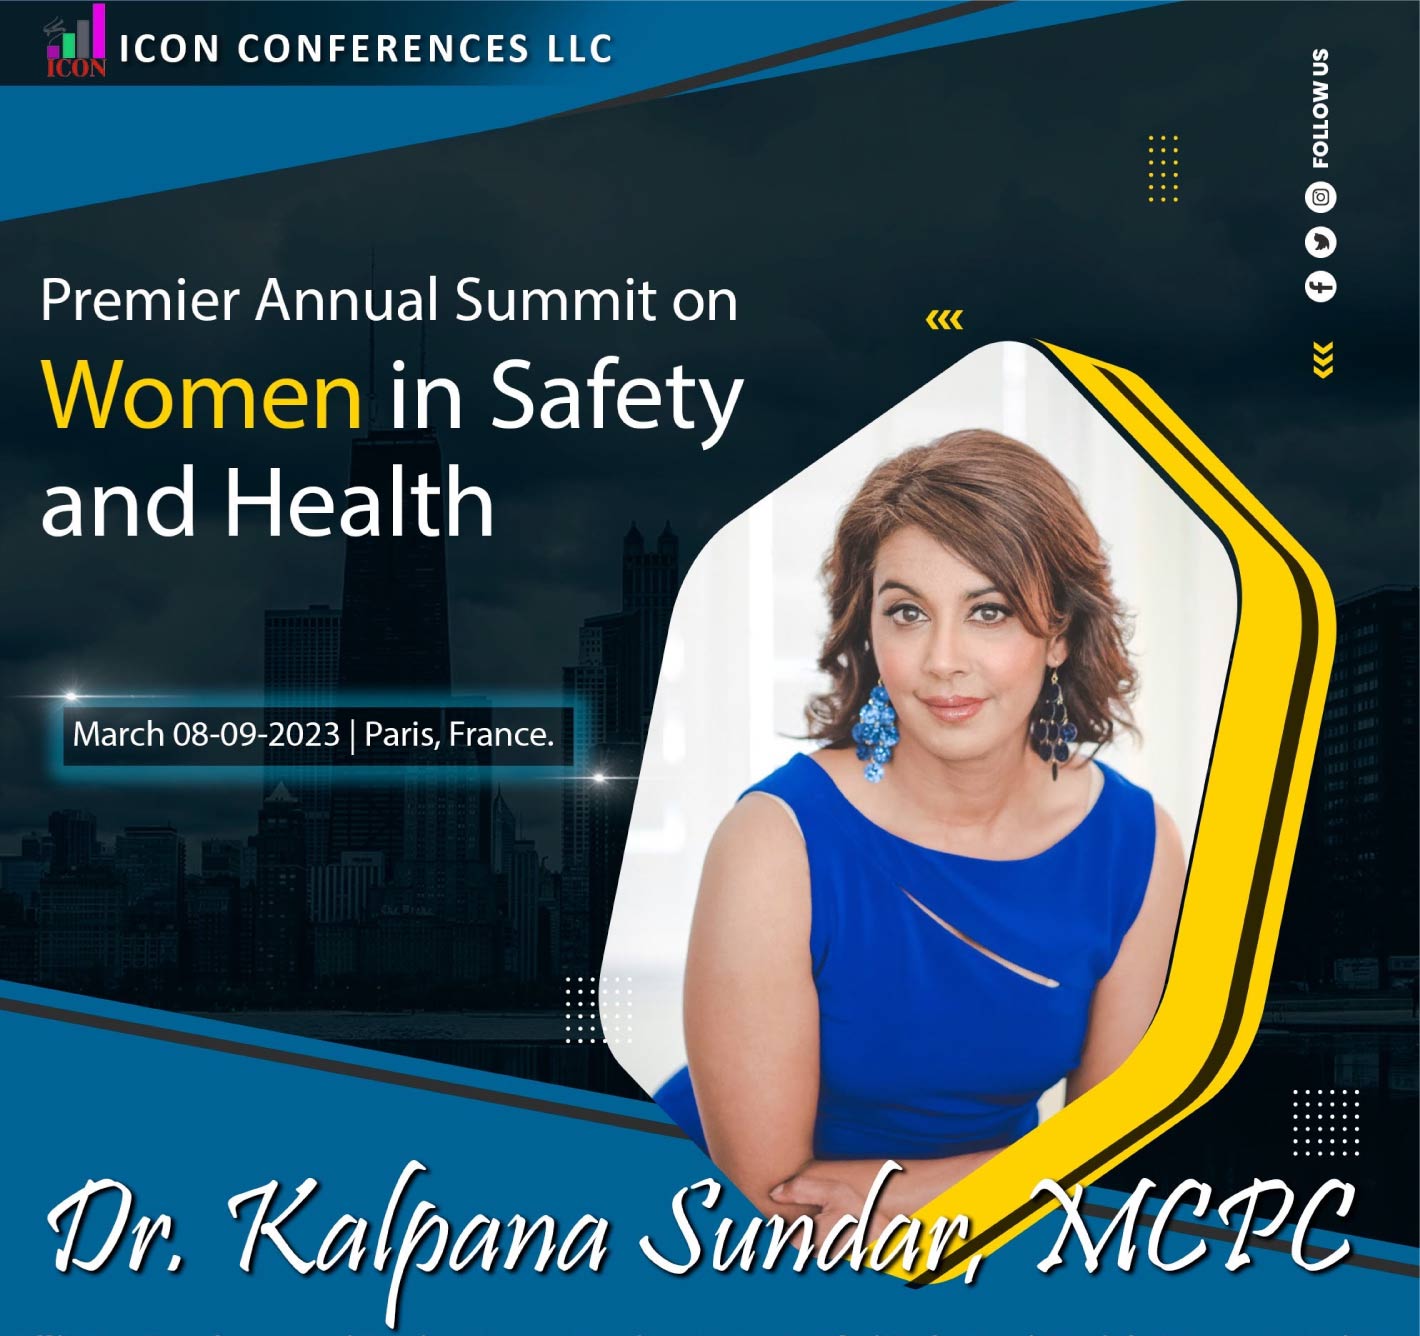 ICON
ICON CONFERENCES LLC
FOLLOW US
Premier Annual Summit on
Women in Safety
and Health
March 08-09-2023 | Paris, France.
Dr. Kalpana Sundar, MCPC